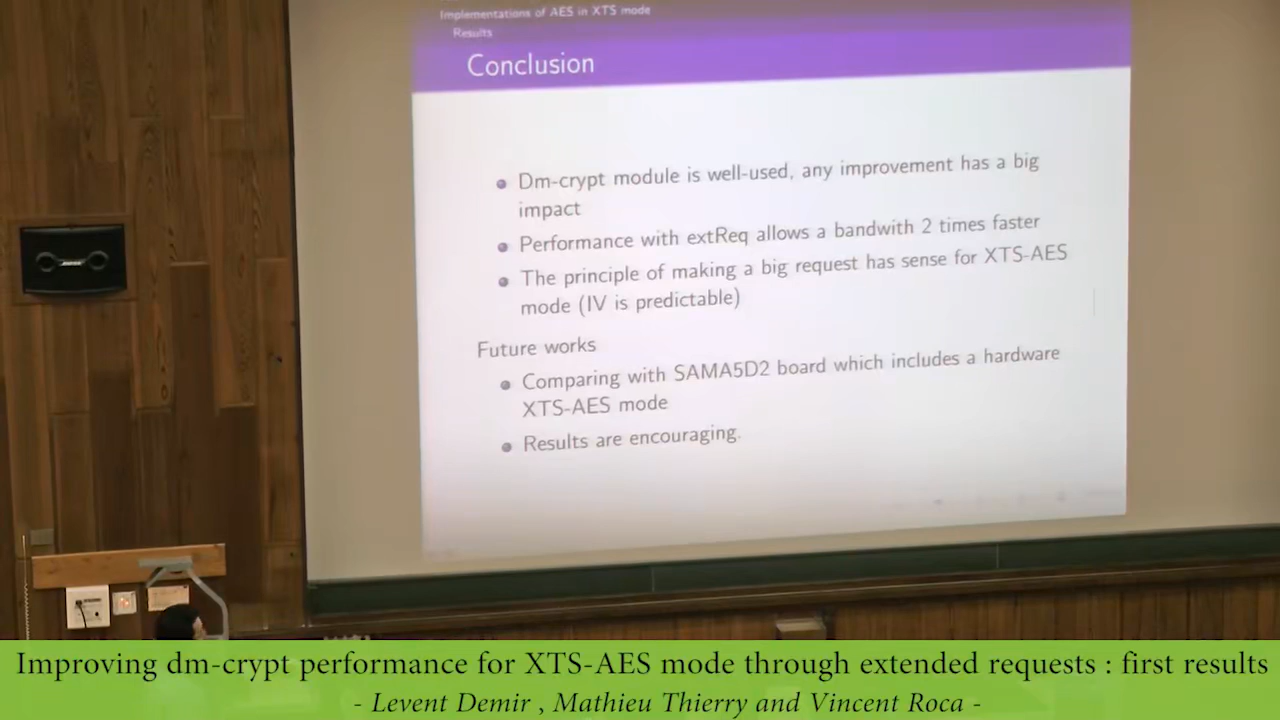 Implementations of AES in XTS mode
Results
Conclusion
Dm-crypt module is well-used, any improvement has a big
impact
Performance with extReq allows a bandwith 2 times faster
The principle of making a big request has sense for XTS-AES
mode (IV is predictable)
Future works
Comparing with SAMA5D2 board which includes a hardware
XTS-AES mode
Results are encouraging.
BOSE
Improving dm-crypt performance for XTS-AES mode through extended requests : first results
- Levent Demir , Mathieu Thierry and Vincent Roca -